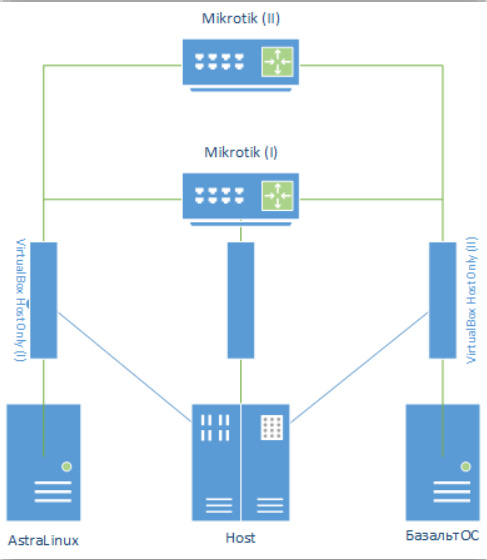 Mikrotik (II)
Mikrotik (I)
VirtualBox HostOnly (I)
VirtualBox HostOnly (II)
AstraLinux
Host
БазальтОС